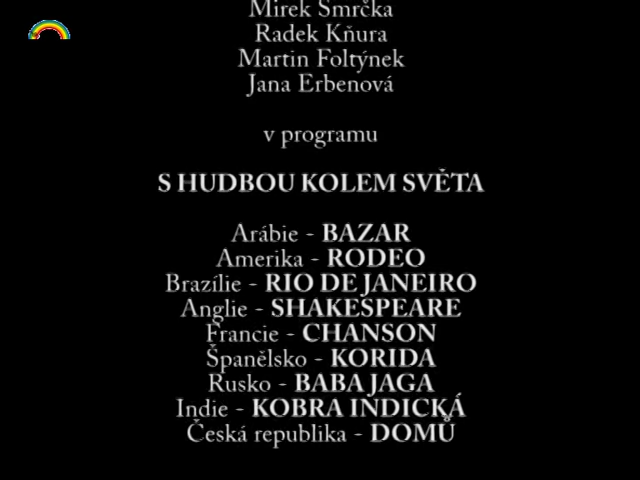 Mirek Smrčka
Radek Kňura
Martin Foltýnek
Jana Erbenová
v programu
S HUDBOU KOLEM SVĚTA
Arábie - BAZAR
Amerika - RODEO
Brazílie - RIO DE JANEIRO
Anglie - SHAKESPEARE
Francie - CHANSON
Španělsko - KORIDA
Rusko - BABA JAGA
Indie - KOBRA INDICKÁ
Česká republika - DOMŮ